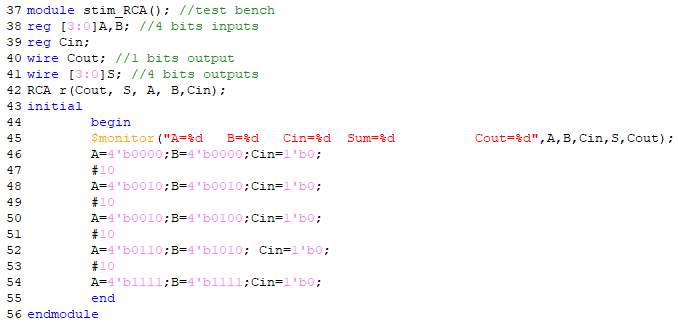 37 module stim_RCA(); //test bench
38 reg [3:0]A,B; //4 bits inputs
39 reg Cin;
40 wire Cout; //1 bits output
41 wire [3:0]S; //4 bits outputs
42 RCA r(Cout, S, A, B,Cin);
43 initial
44         begin
45         $monitor("A=%d   B=%d   Cin=%d  Sum=%d          Cout=%d",A,B,Cin,S,Cout);
46         A=4'b0000;B=4'b0000;Cin=1'b0;
47         #10
48         A=4'b0010;B=4'b0010;Cin=1'b0;
49         #10
50         A=4'b0010;B=4'b0100;Cin=1'b0;
51         #10
52         A=4'b0110;B=4'b1010; Cin=1'b0;
53         #10
54         A=4'b1111;B=4'b1111;Cin=1'b0;
55         end
56 endmodule